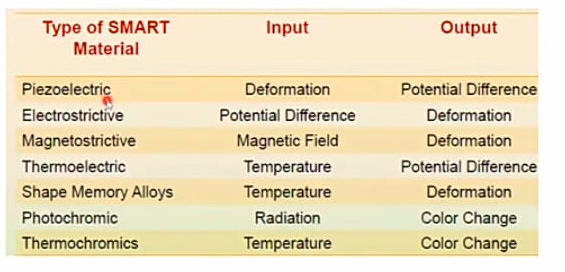 Type of SMART Material Input Output
Piezoelectric Deformation Potential Difference
Electrostrictive Potential Difference Deformation
Magnetostrictive Magnetic Field Deformation
Thermoelectric Temperature Potential Difference
Shape Memory Alloys Temperature Deformation
Photochromic Radiation Color Change
Thermochromics Temperature Color Change